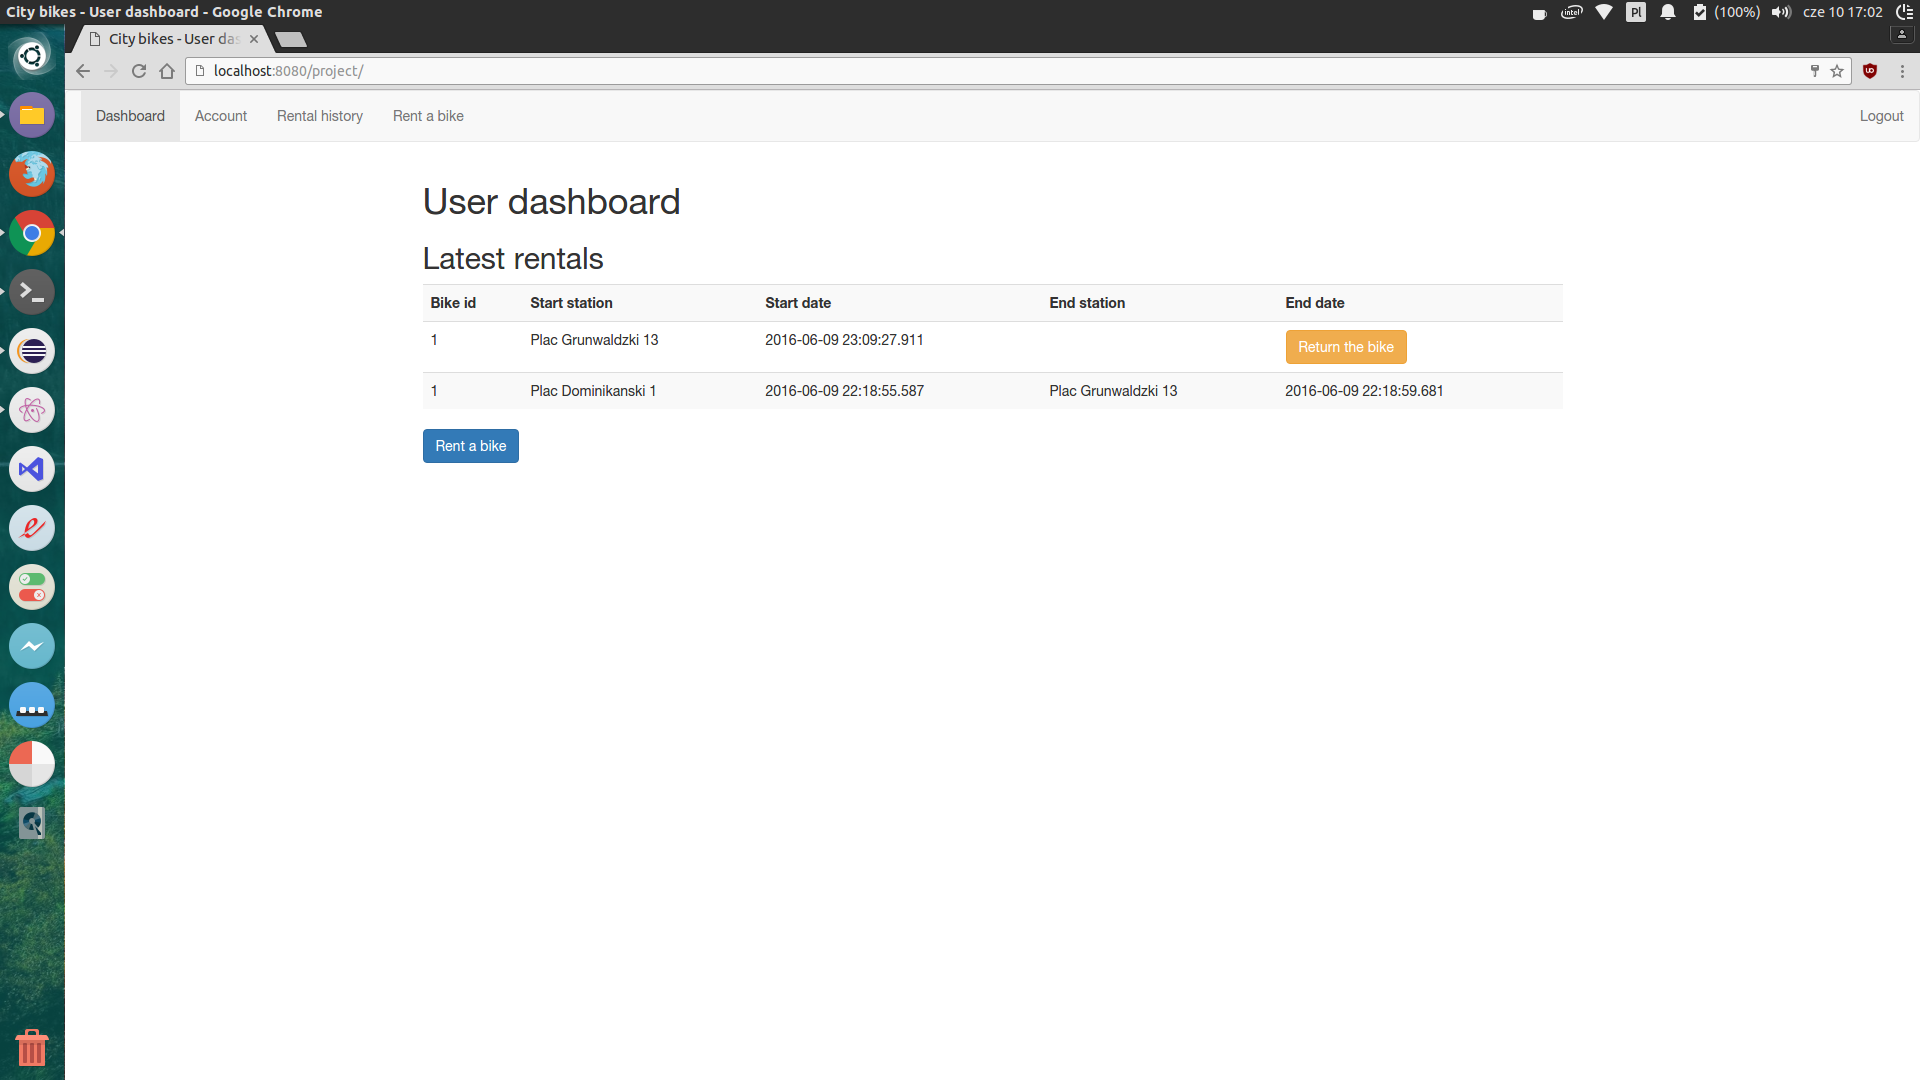 City bikes - User dashboard - Google Chrome
intel Pl (100%) cze 10 17:02
City bikes - User das
localhost:8080/project/
Dashboard Account Rental history Rent a bike Logout
User dashboard
Latest rentals
Bike id Start station Start date End station End date
1 Plac Grunwaldzki 13 2016-06-09 23:09:27.911 Return the bike
1 Plac Dominikanski 1 2016-06-09 22:18:55.587 Plac Grunwaldzki 13 2016-06-09 22:18:59.681
Rent a bike